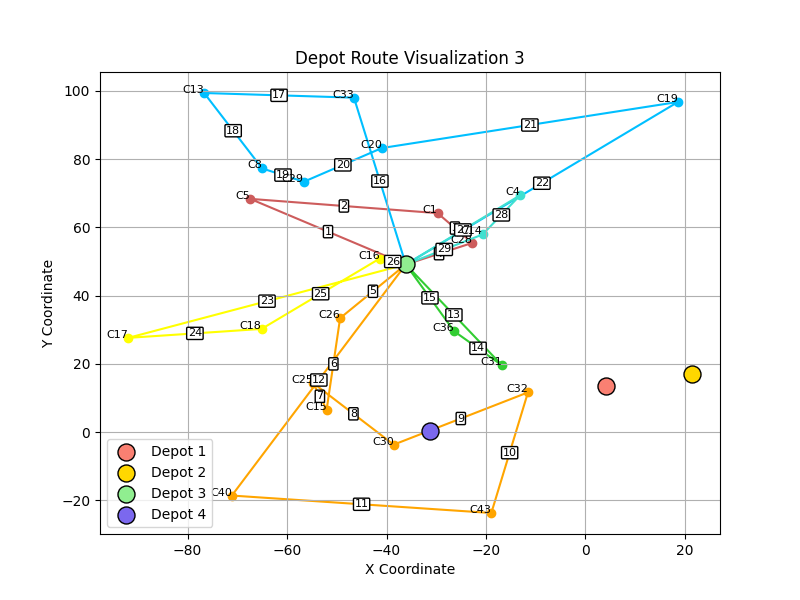 Depot Route Visualization 3
Y Coordinate
100
80
60
40
20
0
−20
C13
17
C33
C19
18
21
C20
20
C8
19
C29
16
22
C4
C5
2
C1
28
1
27
C14
C28
29
C16
26
23
25
5
15
C17
24
C18
C26
13
C36
14
C31
6
C25
12
7
C15
8
C30
9
C32
10
C40
11
C43
Depot 1
Depot 2
Depot 3
Depot 4
−80
−60
−40
−20
0
20
X Coordinate